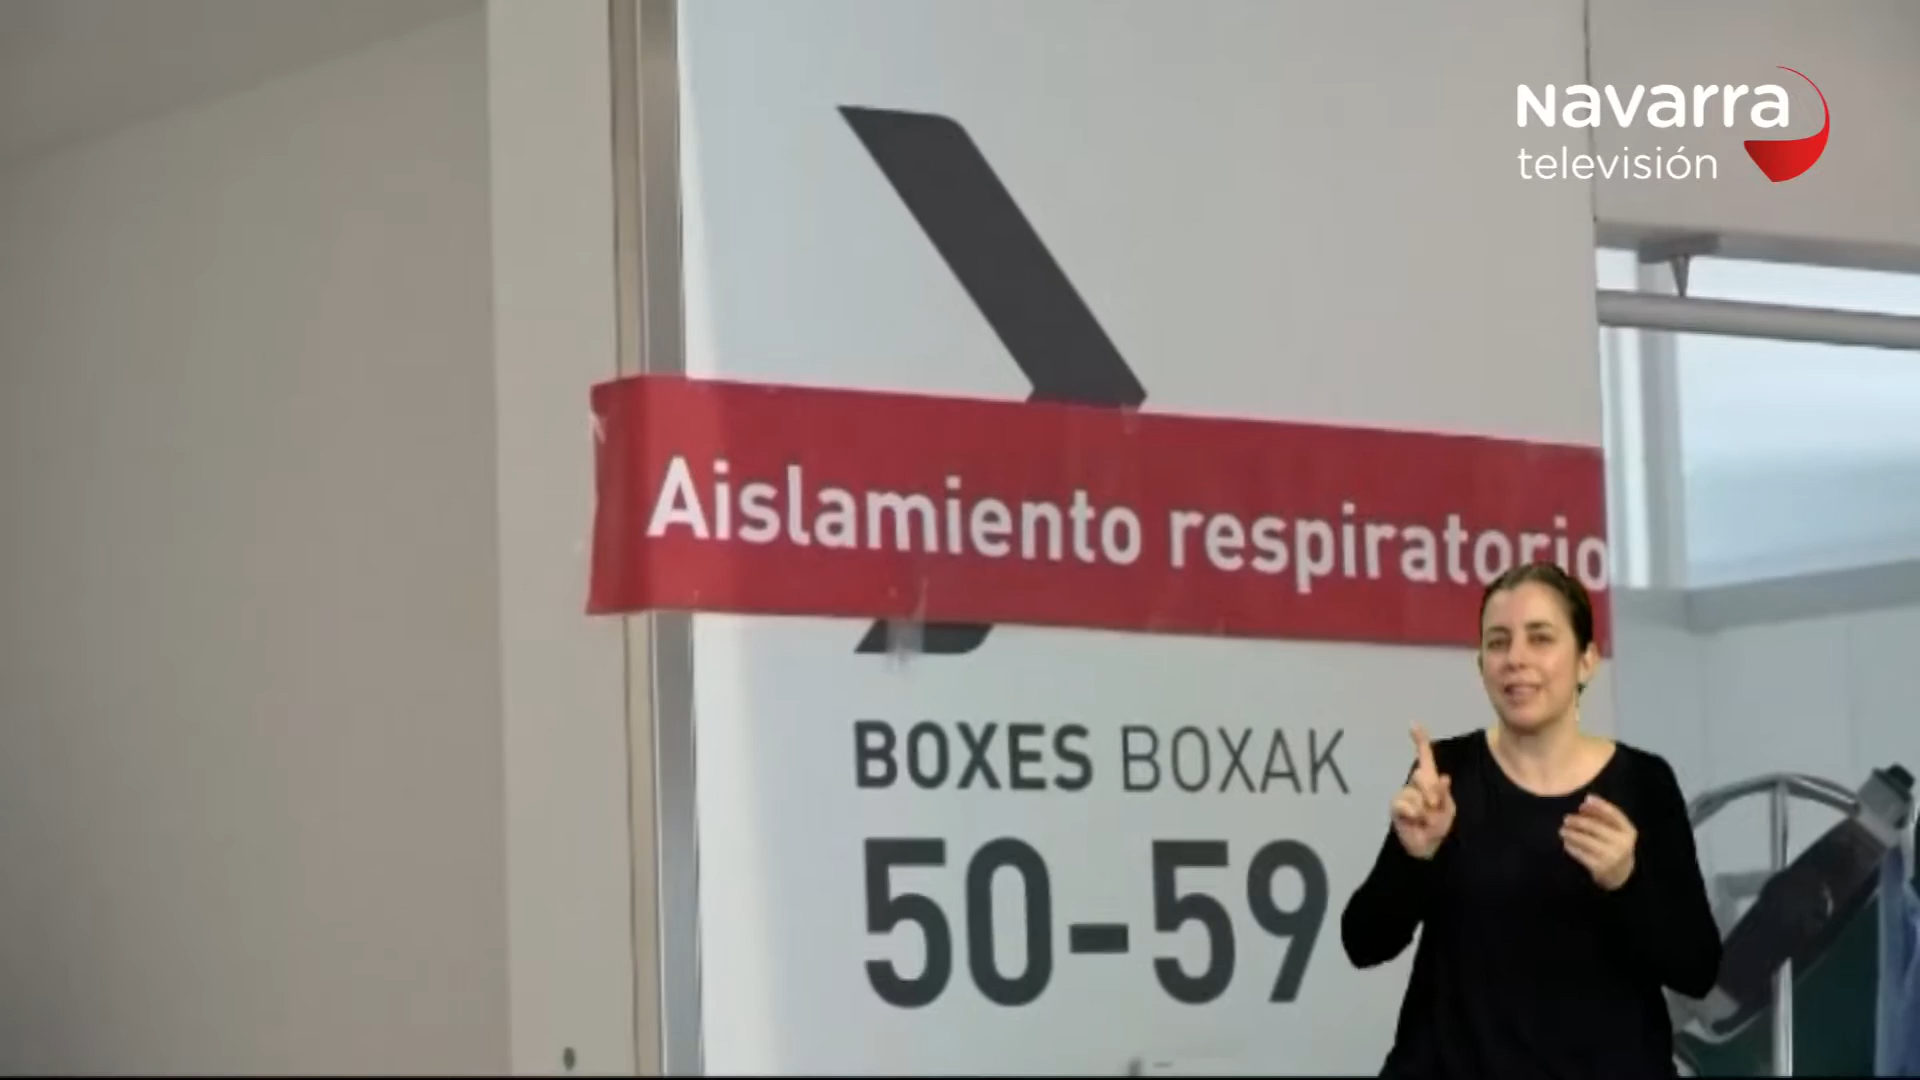 Navarra
televisión
Aislamiento respiratorio
BOXES BOXAK
50-59